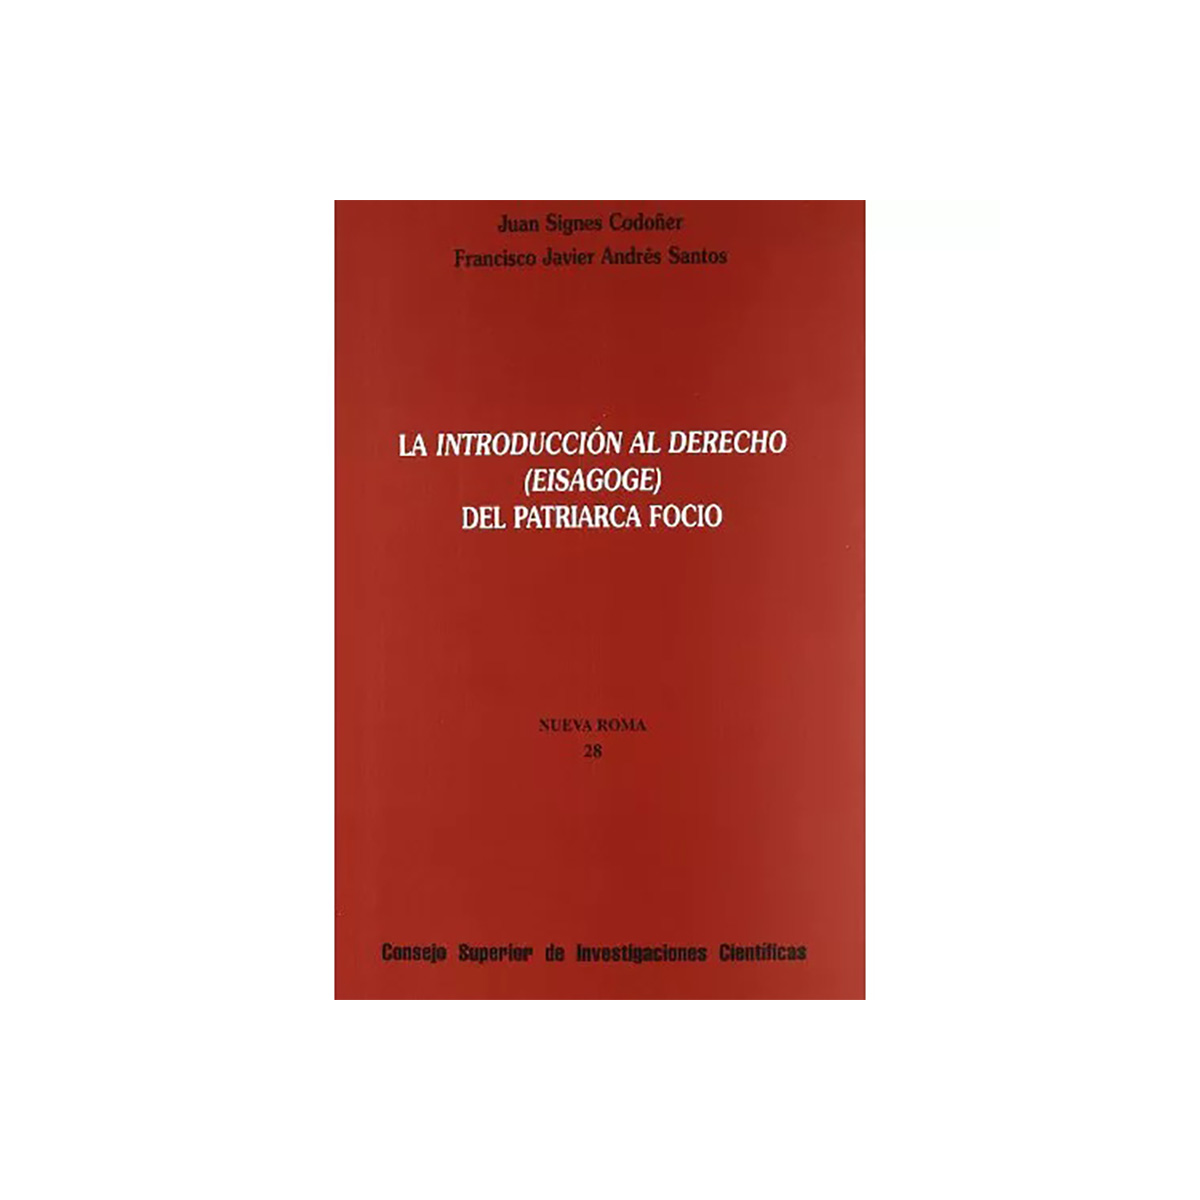 Juan Signes Codoñer
Francisco Javier Andrés Santos
LA INTRODUCCIÓN AL DERECHO
(EISAGOGE)
DEL PATRIARCA FOCIO
NUEVA ROMA
28
Consejo Superior de Investigaciones Científicas